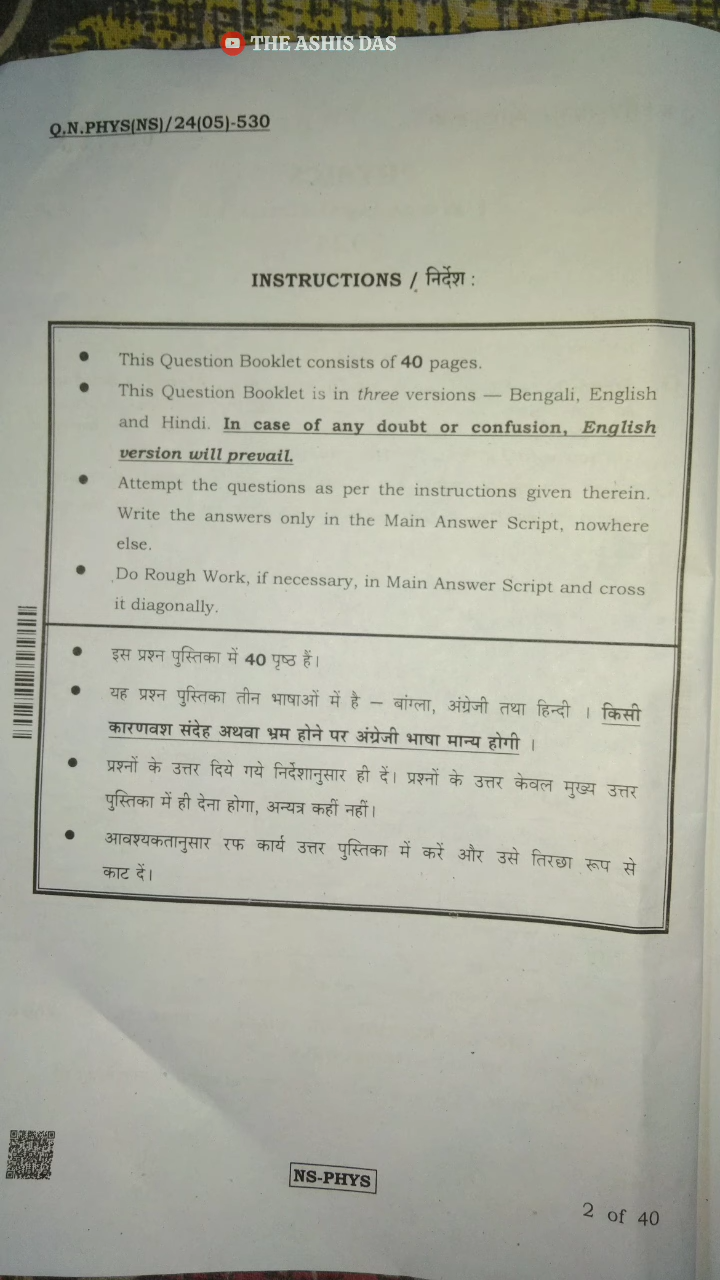 THE ASHIS DAS
Q.N.PHYS(NS)/24(05)-530
INSTRUCTIONS / निर्देश :
● This Question Booklet consists of 40 pages.
● This Question Booklet is in three versions — Bengali, English
and Hindi. In case of any doubt or confusion, English
version will prevail.
● Attempt the questions as per the instructions given therein.
Write the answers only in the Main Answer Script, nowhere
else.
● Do Rough Work, if necessary, in Main Answer Script and cross
it diagonally.
● इस प्रश्न पुस्तिका में 40 पृष्ठ हैं।
● यह प्रश्न पुस्तिका तीन भाषाओं में है – बांग्ला, अंग्रेजी तथा हिन्दी । किसी
कारणवश संदेह अथवा भ्रम होने पर अंग्रेजी भाषा मान्य होगी ।
● प्रश्नों के उत्तर दिये गये निर्देशानुसार ही दें। प्रश्नों के उत्तर केवल मुख्य उत्तर
पुस्तिका में ही देना होगा, अन्यत्र कहीं नहीं।
● आवश्यकतानुसार रफ कार्य उत्तर पुस्तिका में करें और उसे तिरछा रूप से
काट दें।
NS-PHYS
2 of 40